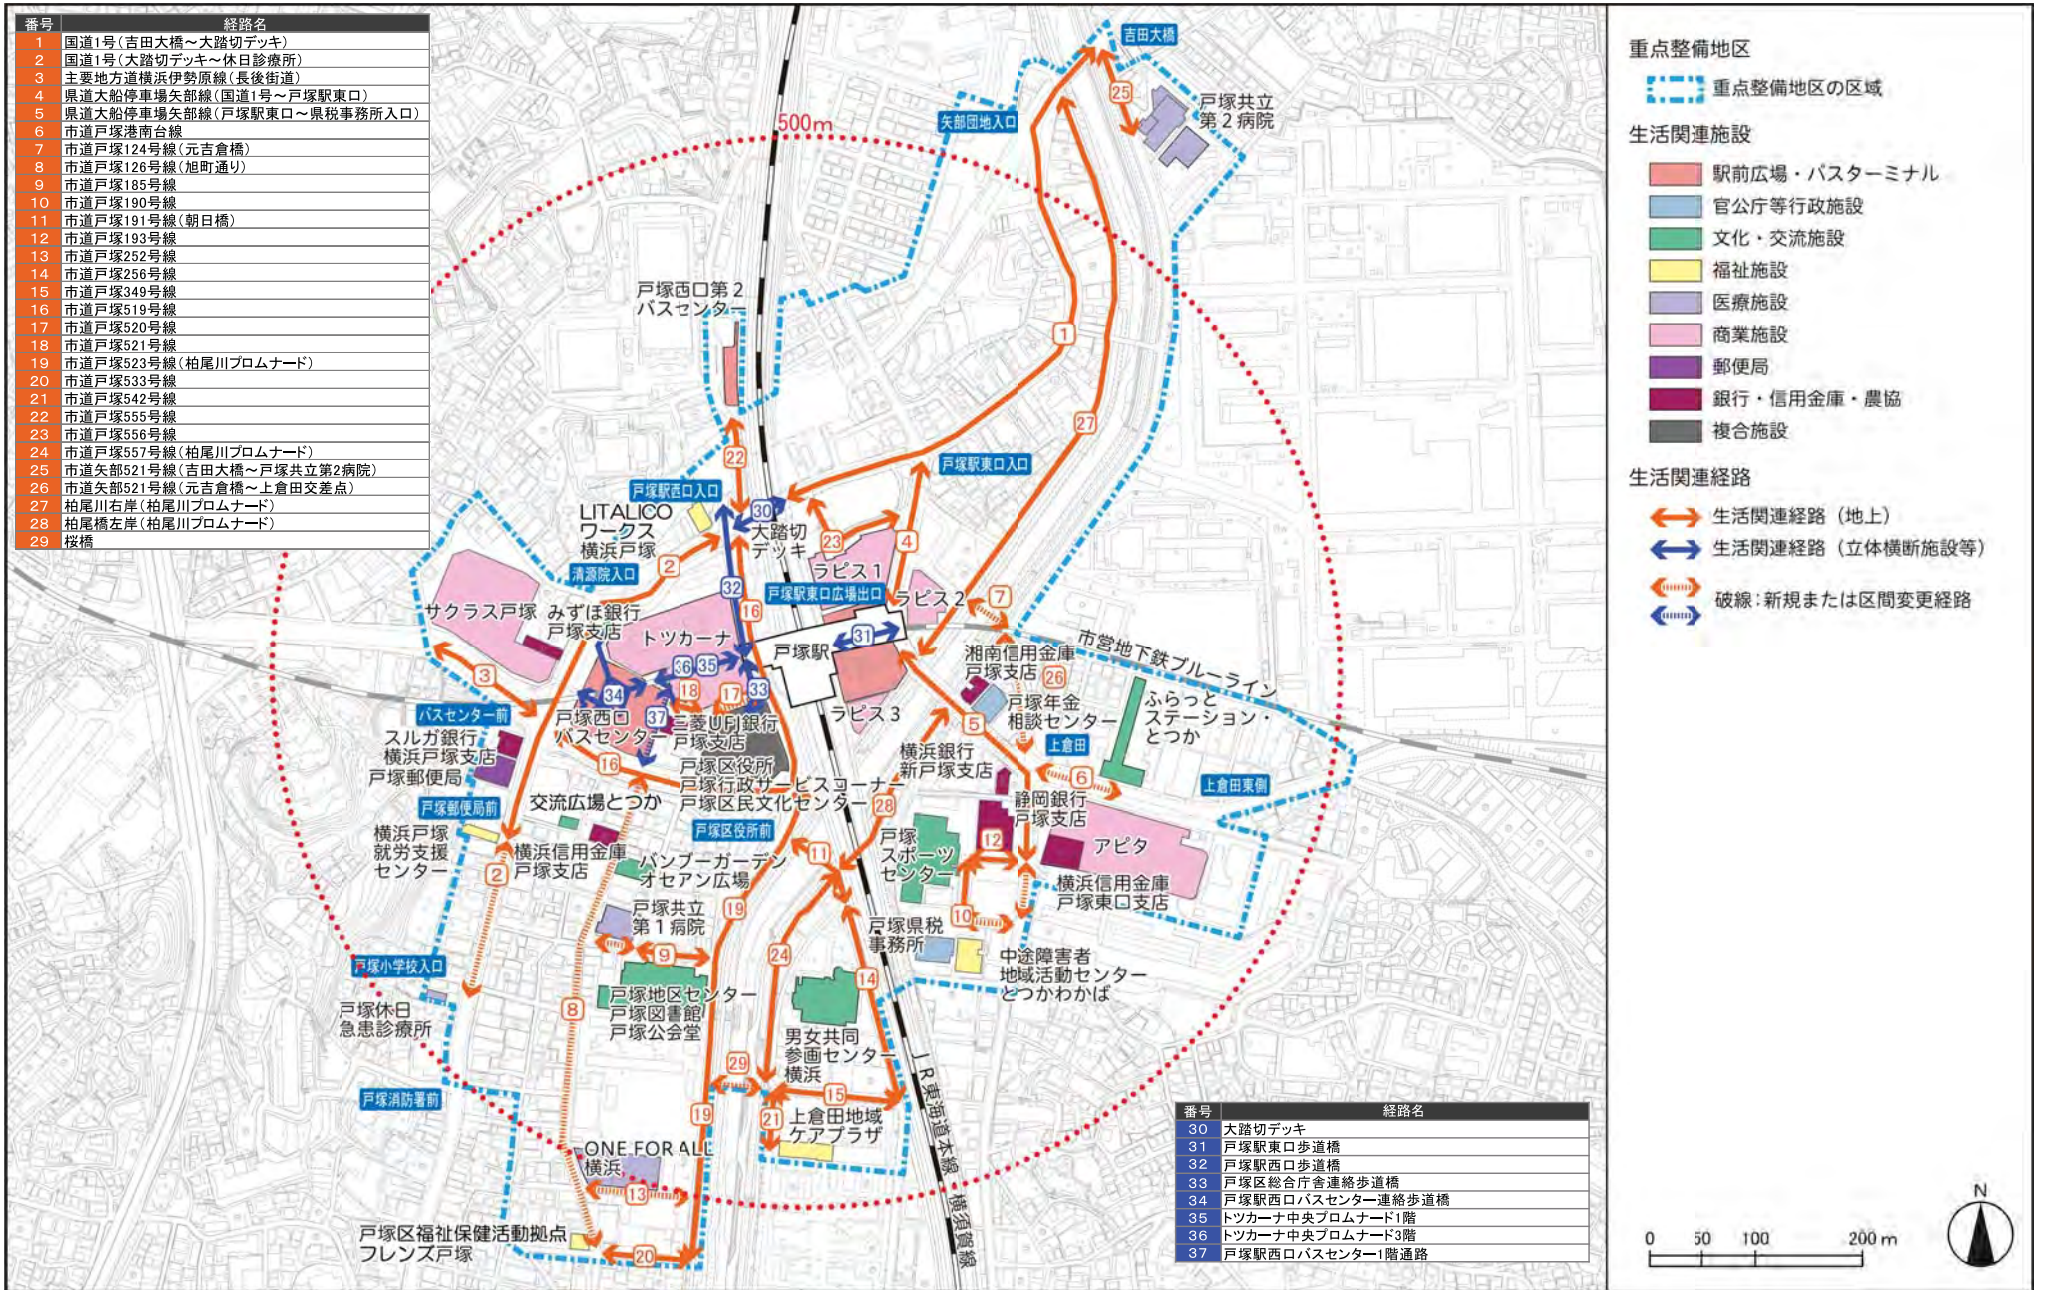 番号 経路名
1 国道1号(吉田大橋～大踏切デッキ)
2 国道1号(大踏切デッキ～休日診療所)
3 主要地方道横浜伊勢原線(長後街道)
4 県道大船停車場矢部線(国道1号～戸塚駅東口)
5 県道大船停車場矢部線(戸塚駅東口～県税事務所入口)
6 市道戸塚港南台線
7 市道戸塚124号線(元吉倉橋)
8 市道戸塚126号線(旭町通り)
9 市道戸塚185号線
10 市道戸塚190号線
11 市道戸塚191号線(朝日橋)
12 市道戸塚193号線
13 市道戸塚252号線
14 市道戸塚256号線
15 市道戸塚349号線
16 市道戸塚519号線
17 市道戸塚520号線
18 市道戸塚521号線
19 市道戸塚523号線(柏尾川プロムナード)
20 市道戸塚533号線
21 市道戸塚542号線
22 市道戸塚555号線
23 市道戸塚556号線
24 市道戸塚557号線(柏尾川プロムナード)
25 市道矢部521号線(吉田大橋～戸塚共立第2病院)
26 市道矢部521号線(元吉倉橋～上倉田交差点)
27 柏尾川右岸(柏尾川プロムナード)
28 柏尾橋左岸(柏尾川プロムナード)
29 桜橋
吉田大橋
25
戸塚共立
第2病院
矢部団地入口
500m
戸塚西口第2
バスセンター
1
27
22
戸塚駅東口入口
戸塚駅西口入口
LITALICO
ワークス
横浜戸塚
30
大踏切
デッキ
23
4
清源院入口
2
ラピス1
32
戸塚駅東口広場出口
ラピス2
7
サクラス戸塚
みずほ銀行
戸塚支店
16
トツカーナ
31
戸塚駅
市営地下鉄ブルーライン
湘南信用金庫
戸塚支店
26
3
36
35
34
18
17
33
37
戸塚年金
相談センター
ふらっと
ステーション・
とつか
バスセンター前
戸塚西口
バスセンター
三菱UFJ銀行
戸塚支店
ラピス3
5
上倉田
スルガ銀行
横浜戸塚支店
戸塚郵便局
16
戸塚区役所
戸塚行政サービスコーナー
戸塚区民文化センター
横浜銀行
新戸塚支店
6
上倉田東側
戸塚郵便局前
交流広場とつか
戸塚区役所前
28
静岡銀行
戸塚支店
横浜戸塚
就労支援
センター
横浜信用金庫
戸塚支店
バンブーガーデン
オセアン広場
11
戸塚
スポーツ
センター
12
アピタ
2
横浜信用金庫
戸塚東口支店
戸塚共立
第1病院
19
10
戸塚県税
事務所
9
24
14
中途障害者
地域活動センター
とつかわかば
戸塚小学校入口
戸塚休日
急患診療所
8
戸塚地区センター
戸塚図書館
戸塚公会堂
男女共同
参画センター
横浜
29
15
戸塚消防署前
19
21
上倉田地域
ケアプラザ
JR東海道本線・横須賀線
ONE FOR ALL
横浜
13
戸塚区福祉保健活動拠点
フレンズ戸塚
20
番号 経路名
30 大踏切デッキ
31 戸塚駅東口歩道橋
32 戸塚駅西口歩道橋
33 戸塚区総合庁舎連絡歩道橋
34 戸塚駅西口バスセンター連絡歩道橋
35 トツカーナ中央プロムナード1階
36 トツカーナ中央プロムナード3階
37 戸塚駅西口バスセンター1階通路
重点整備地区
重点整備地区の区域
生活関連施設
駅前広場・バスターミナル
官公庁等行政施設
文化・交流施設
福祉施設
医療施設
商業施設
郵便局
銀行・信用金庫・農協
複合施設
生活関連経路
生活関連経路(地上)
生活関連経路(立体横断施設等)
破線：新規または区間変更経路
N
0 50 100 200 m